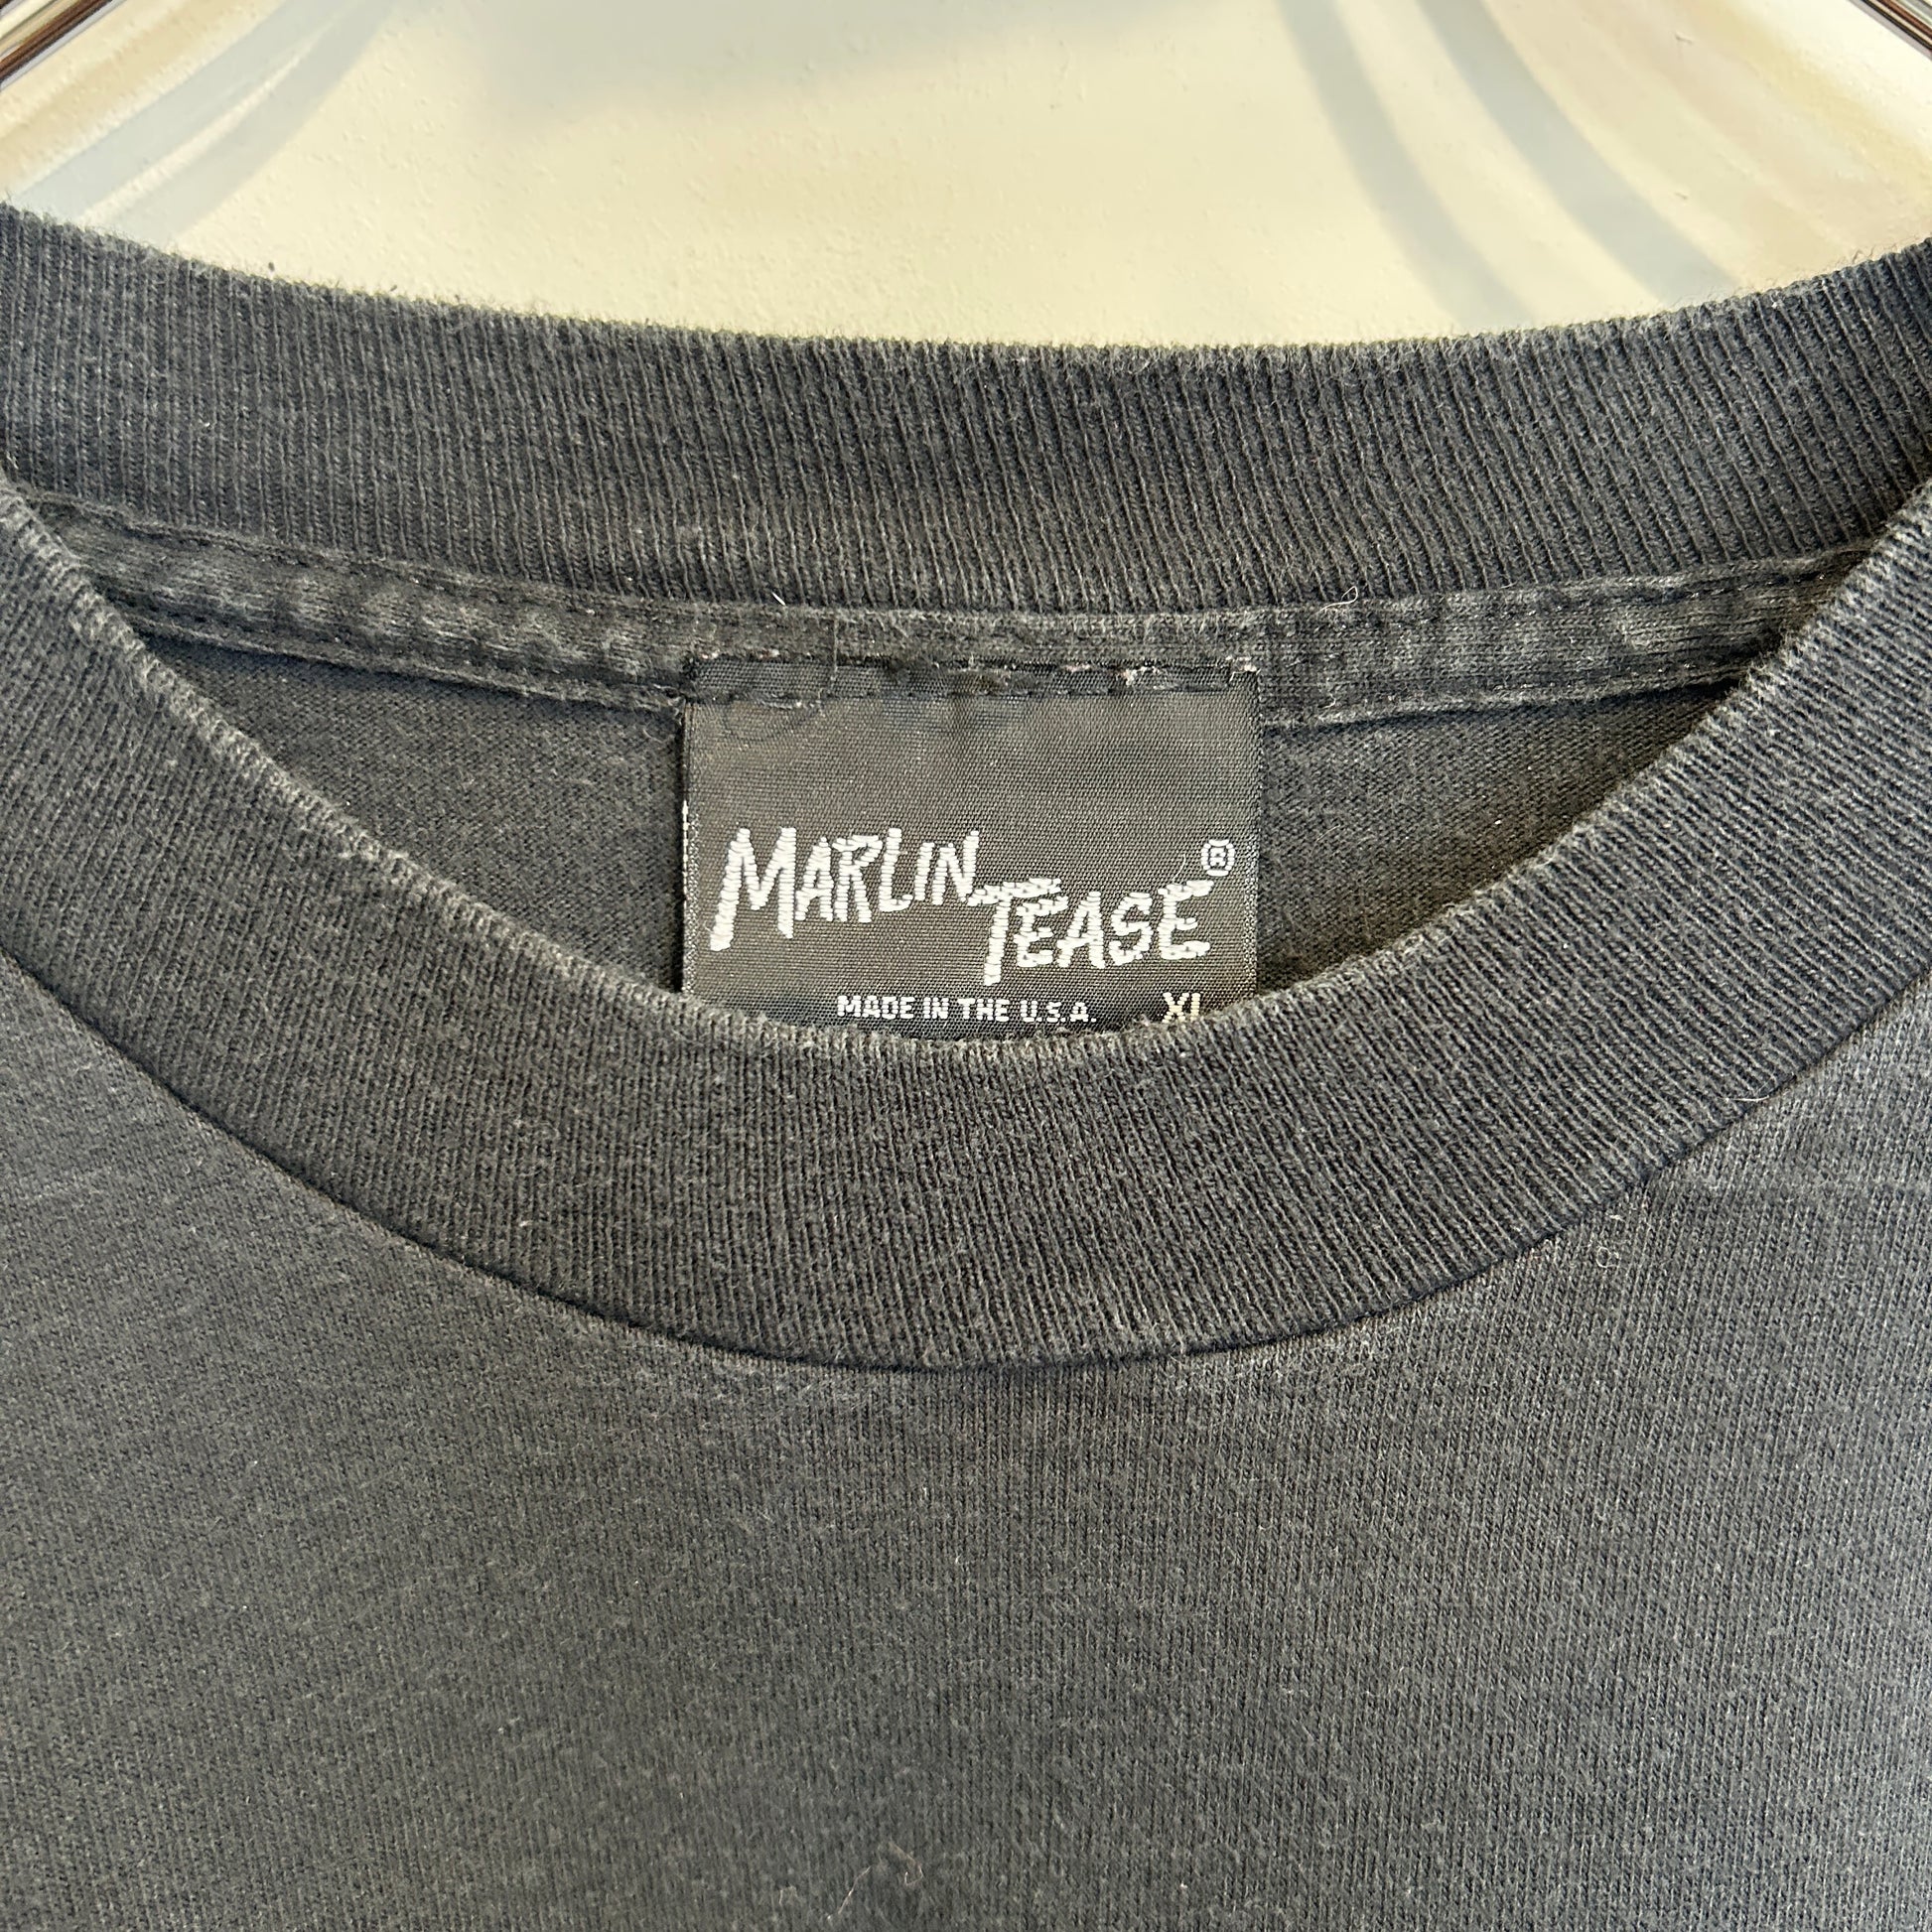 MARLIN TEASE®
MADE IN THE U.S.A. XL